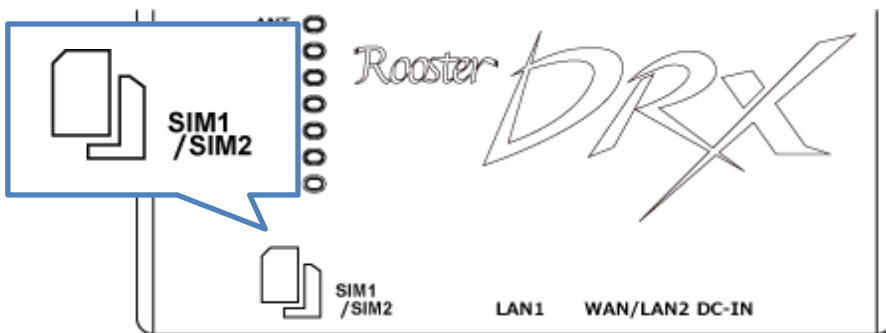 ANT
Rooster DRX
SIM1
/SIM2
SIM1
/SIM2
LAN1 WAN/LAN2 DC-IN